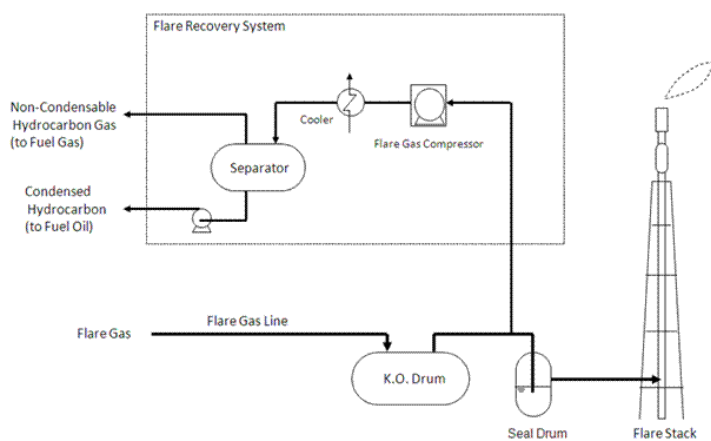 Flare Recovery System
Non-Condensable
Hydrocarbon Gas
(to Fuel Gas)
Cooler
Flare Gas Compressor
Separator
Condensed
Hydrocarbon
(to Fuel Oil)
Flare Gas Line
Flare Gas
K.O. Drum
Seal Drum
Flare Stack